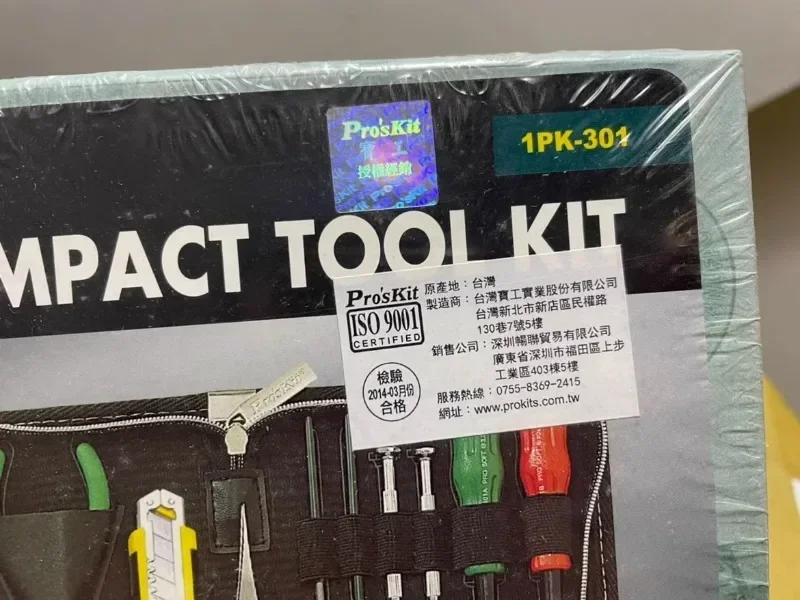 Pro'sKit
寶工
授權經銷
1PK-301
MPACT TOOL KIT
Pro'sKit
ISO 9001
CERTIFIED
檢驗
2014-03月份
合格
原產地：台灣
製造商：台灣寶工實業股份有限公司
台灣新北市新店區民權路
130巷7號5樓
銷售公司：深圳暢聯貿易有限公司
廣東省深圳市福田區上步
工業區403棟5樓
服務熱線：0755-8369-2415
網址：www.prokits.com.tw
Pro'sKit